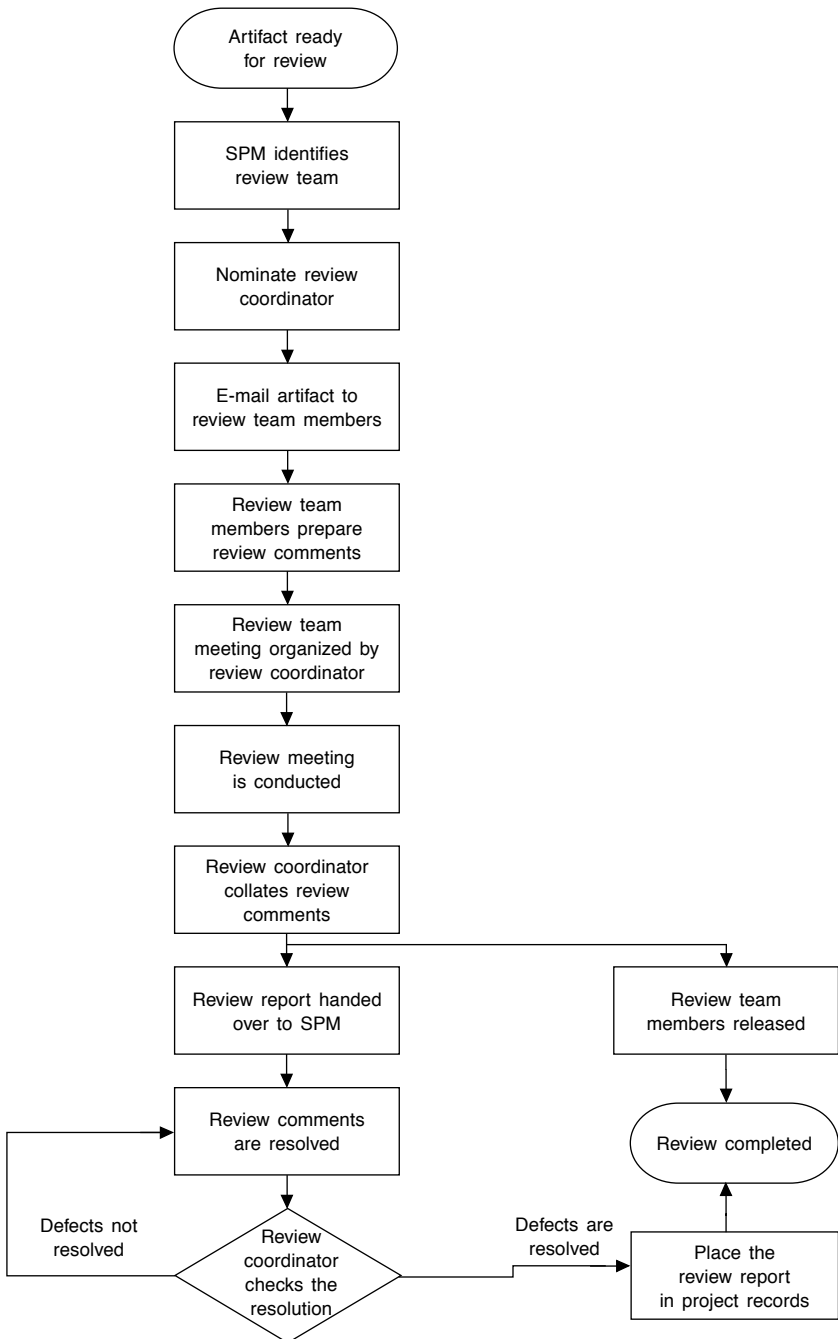 Artifact ready
for review
SPM identifies
review team
Nominate review
coordinator
E-mail artifact to
review team members
Review team
members prepare
review comments
Review team
meeting organized by
review coordinator
Review meeting
is conducted
Review coordinator
collates review
comments
Review report handed
over to SPM
Review team
members released
Review comments
are resolved
Review completed
Defects not
resolved
Review
coordinator
checks the
resolution
Defects are
resolved
Place the
review report
in project records